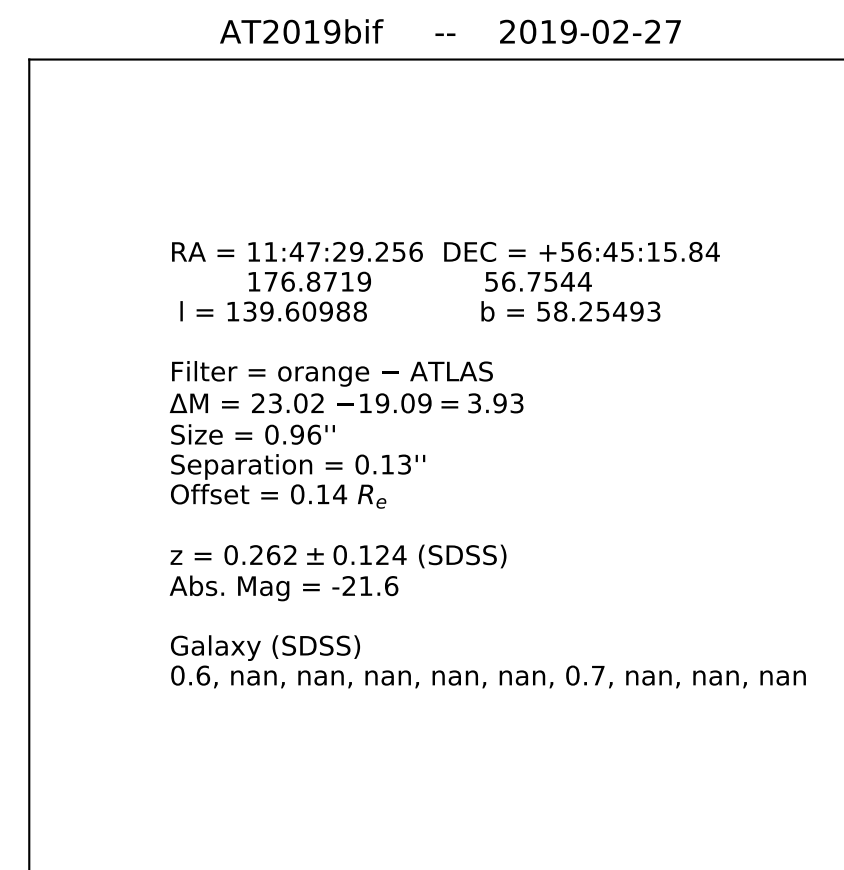 AT2019bif -- 2019-02-27
RA = 11:47:29.256 DEC = +56:45:15.84
176.8719 56.7544
l = 139.60988 b = 58.25493
Filter = orange − ATLAS
ΔM = 23.02 −19.09 = 3.93
Size = 0.96''
Separation = 0.13''
Offset = 0.14 Rₑ
z = 0.262 ± 0.124 (SDSS)
Abs. Mag = -21.6
Galaxy (SDSS)
0.6, nan, nan, nan, nan, nan, 0.7, nan, nan, nan